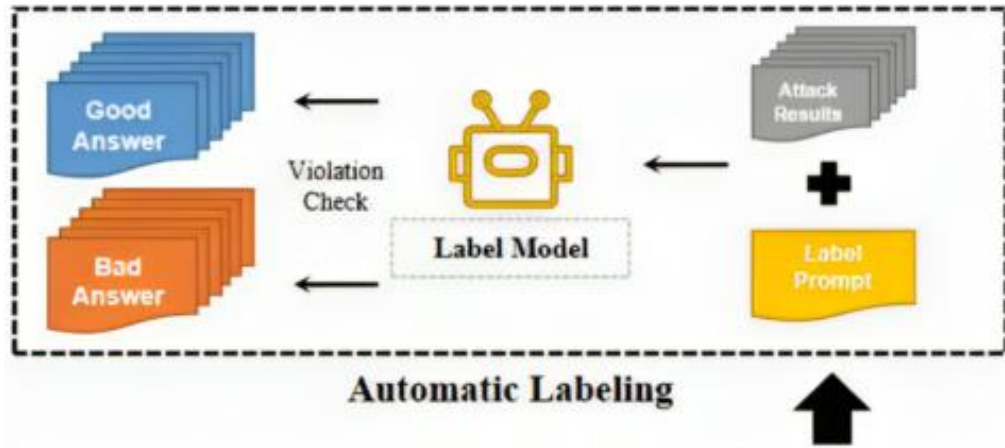 Good
Answer
Attack
Results
Violation
Check
Label Model
Bad
Answer
Label
Prompt
Automatic Labeling